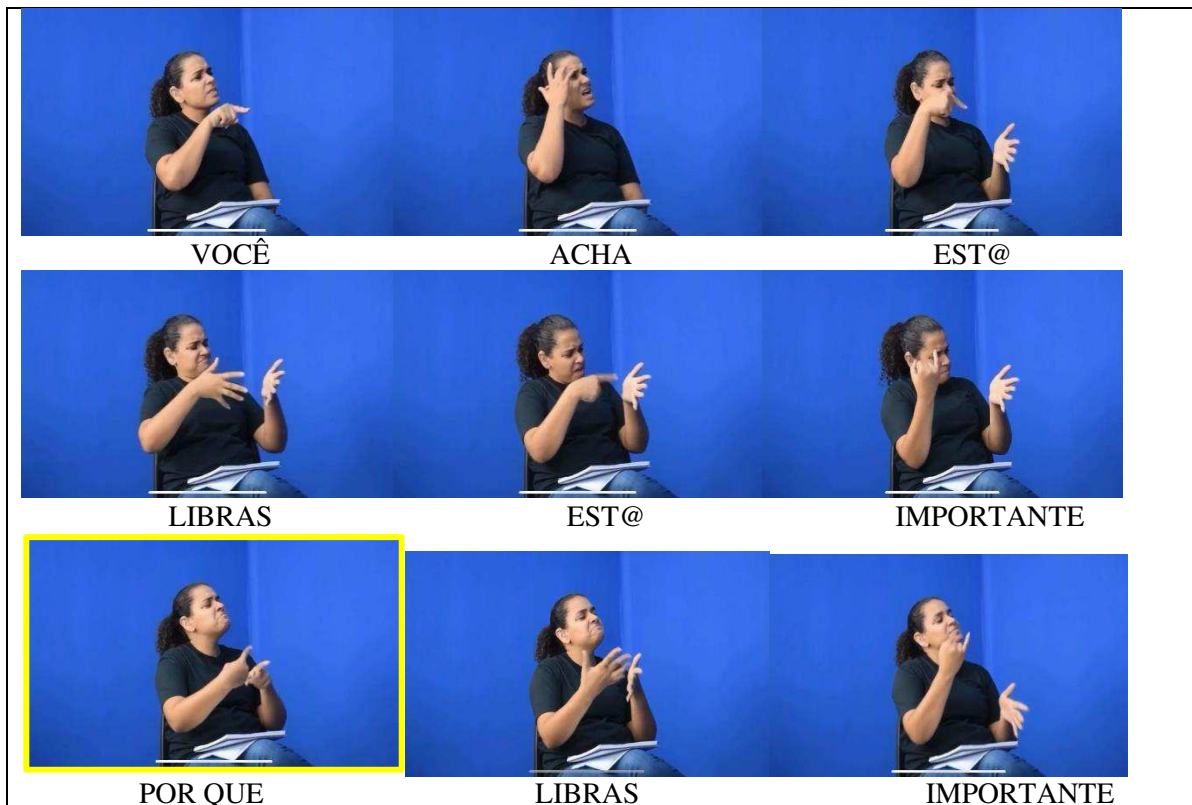 VOCÊ ACHA EST@
LIBRAS EST@ IMPORTANTE
POR QUE LIBRAS IMPORTANTE